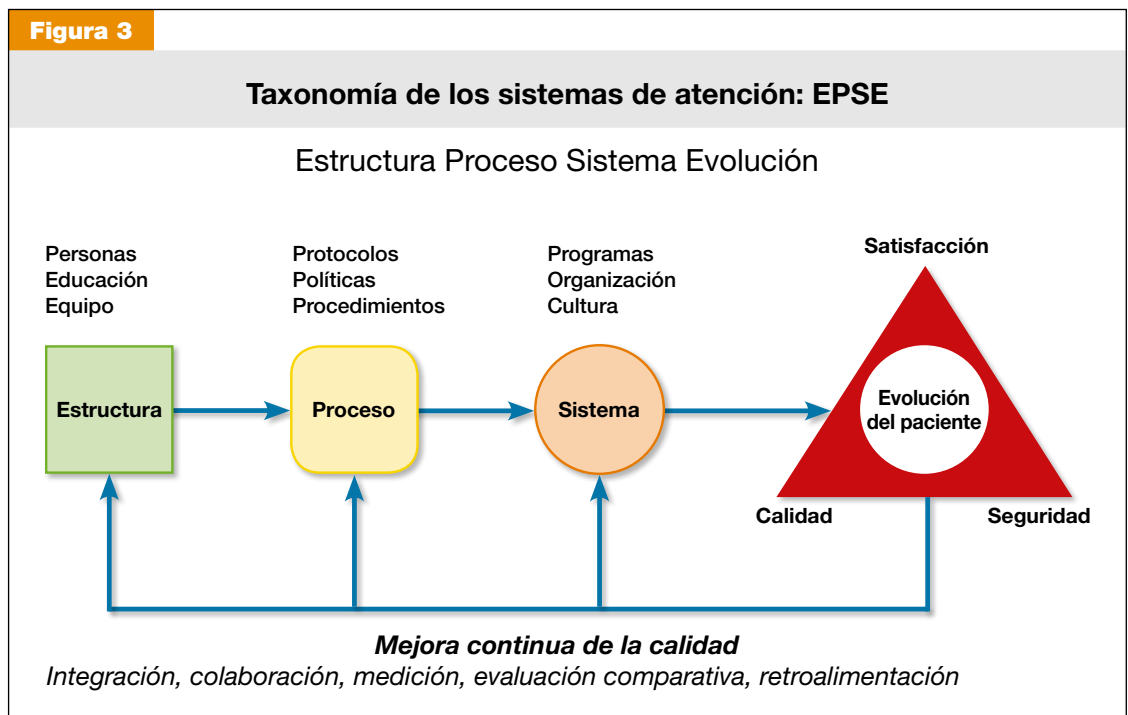 Figura 3
Taxonomía de los sistemas de atención: EPSE
Estructura Proceso Sistema Evolución
Personas
Educación
Equipo
Protocolos
Políticas
Procedimientos
Programas
Organización
Cultura
Satisfacción
Estructura
Proceso
Sistema
Evolución
del paciente
Calidad
Seguridad
Mejora continua de la calidad
Integración, colaboración, medición, evaluación comparativa, retroalimentación